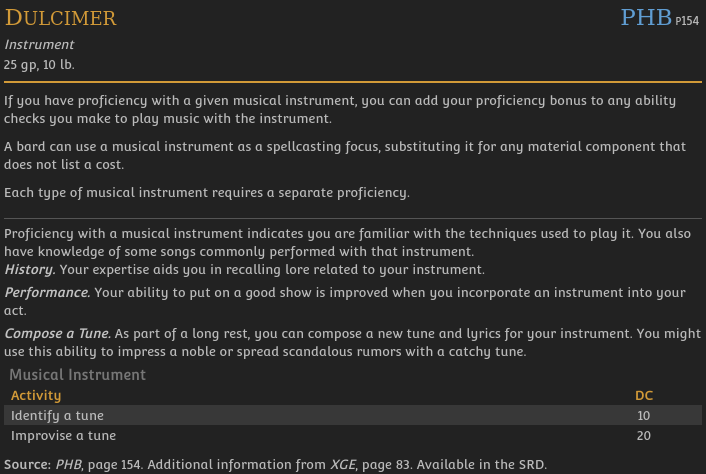 DULCIMER PHB P154
Instrument
25 gp, 10 lb.
If you have proficiency with a given musical instrument, you can add your proficiency bonus to any ability
checks you make to play music with the instrument.
A bard can use a musical instrument as a spellcasting focus, substituting it for any material component that
does not list a cost.
Each type of musical instrument requires a separate proficiency.
Proficiency with a musical instrument indicates you are familiar with the techniques used to play it. You also
have knowledge of some songs commonly performed with that instrument.
History. Your expertise aids you in recalling lore related to your instrument.
Performance. Your ability to put on a good show is improved when you incorporate an instrument into your
act.
Compose a Tune. As part of a long rest, you can compose a new tune and lyrics for your instrument. You might
use this ability to impress a noble or spread scandalous rumors with a catchy tune.
Musical Instrument
Activity DC
Identify a tune 10
Improvise a tune 20
Source: PHB, page 154. Additional information from XGE, page 83. Available in the SRD.